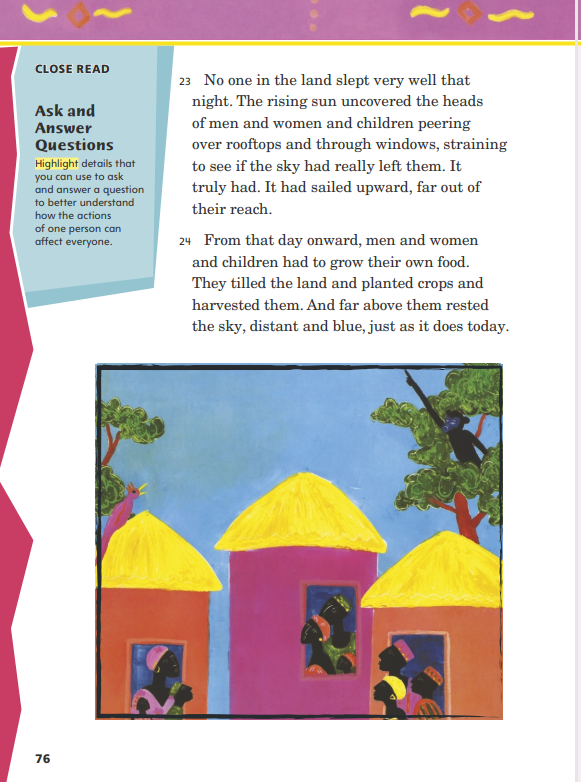 CLOSE READ
Ask and
Answer
Questions
Highlight details that
you can use to ask
and answer a question
to better understand
how the actions
of one person can
affect everyone.
23 No one in the land slept very well that
night. The rising sun uncovered the heads
of men and women and children peering
over rooftops and through windows, straining
to see if the sky had really left them. It
truly had. It had sailed upward, far out of
their reach.
24 From that day onward, men and women
and children had to grow their own food.
They tilled the land and planted crops and
harvested them. And far above them rested
the sky, distant and blue, just as it does today.
76